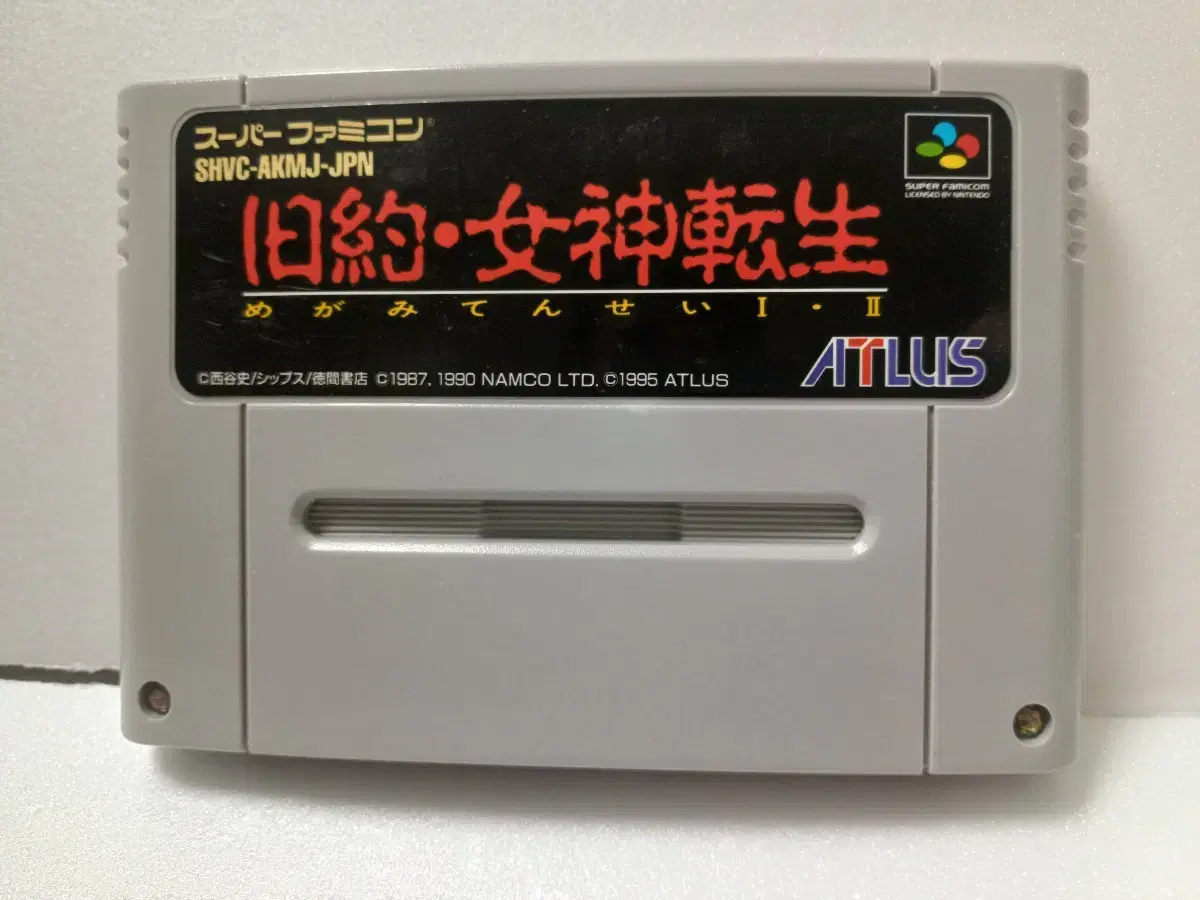 スーパーファミコン®
SHVC-AKMJ-JPN
SUPER FAMICOM
LICENSED BY NINTENDO
旧約・女神転生
めがみてんせいI・II
ATLUS
©西谷史/シップス/徳間書店 ©1987, 1990 NAMCO LTD. ©1995 ATLUS